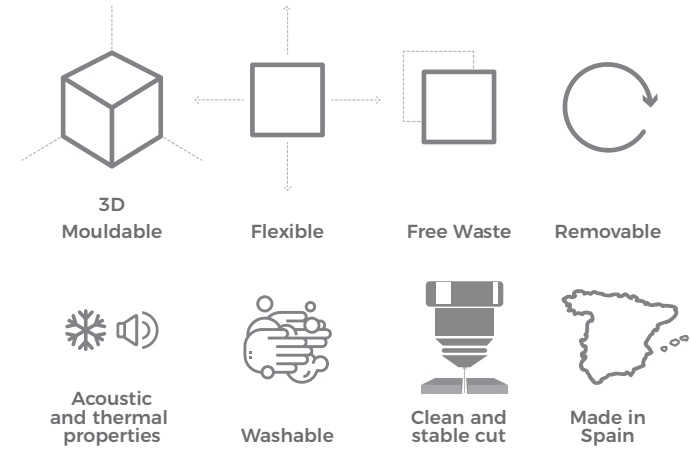 3D
Mouldable
Flexible
Free Waste
Removable
Acoustic
and thermal
properties
Washable
Clean and
stable cut
Made in
Spain